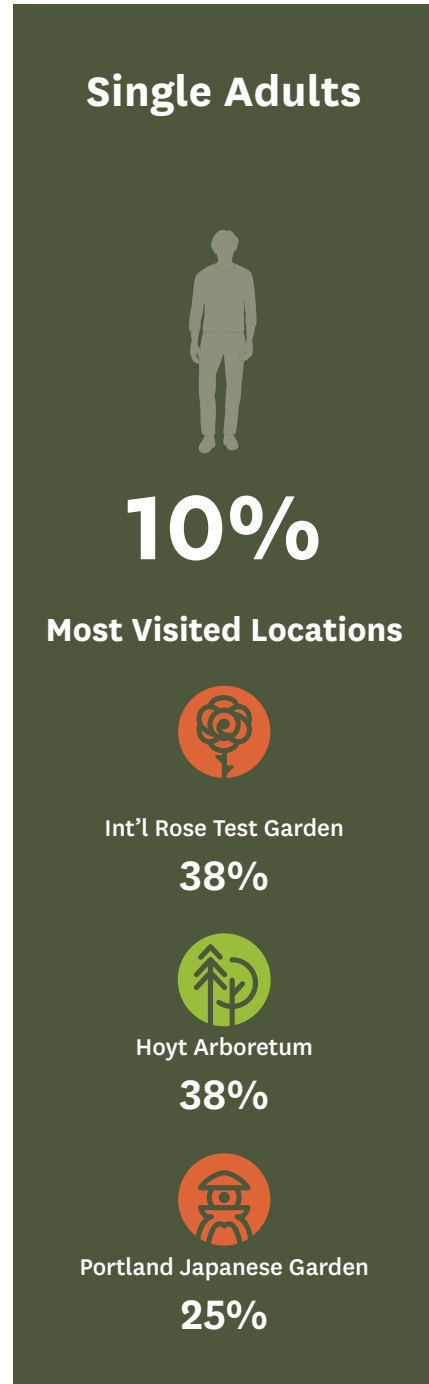 Single Adults
10%
Most Visited Locations
Int’l Rose Test Garden
38%
Hoyt Arboretum
38%
Portland Japanese Garden
25%